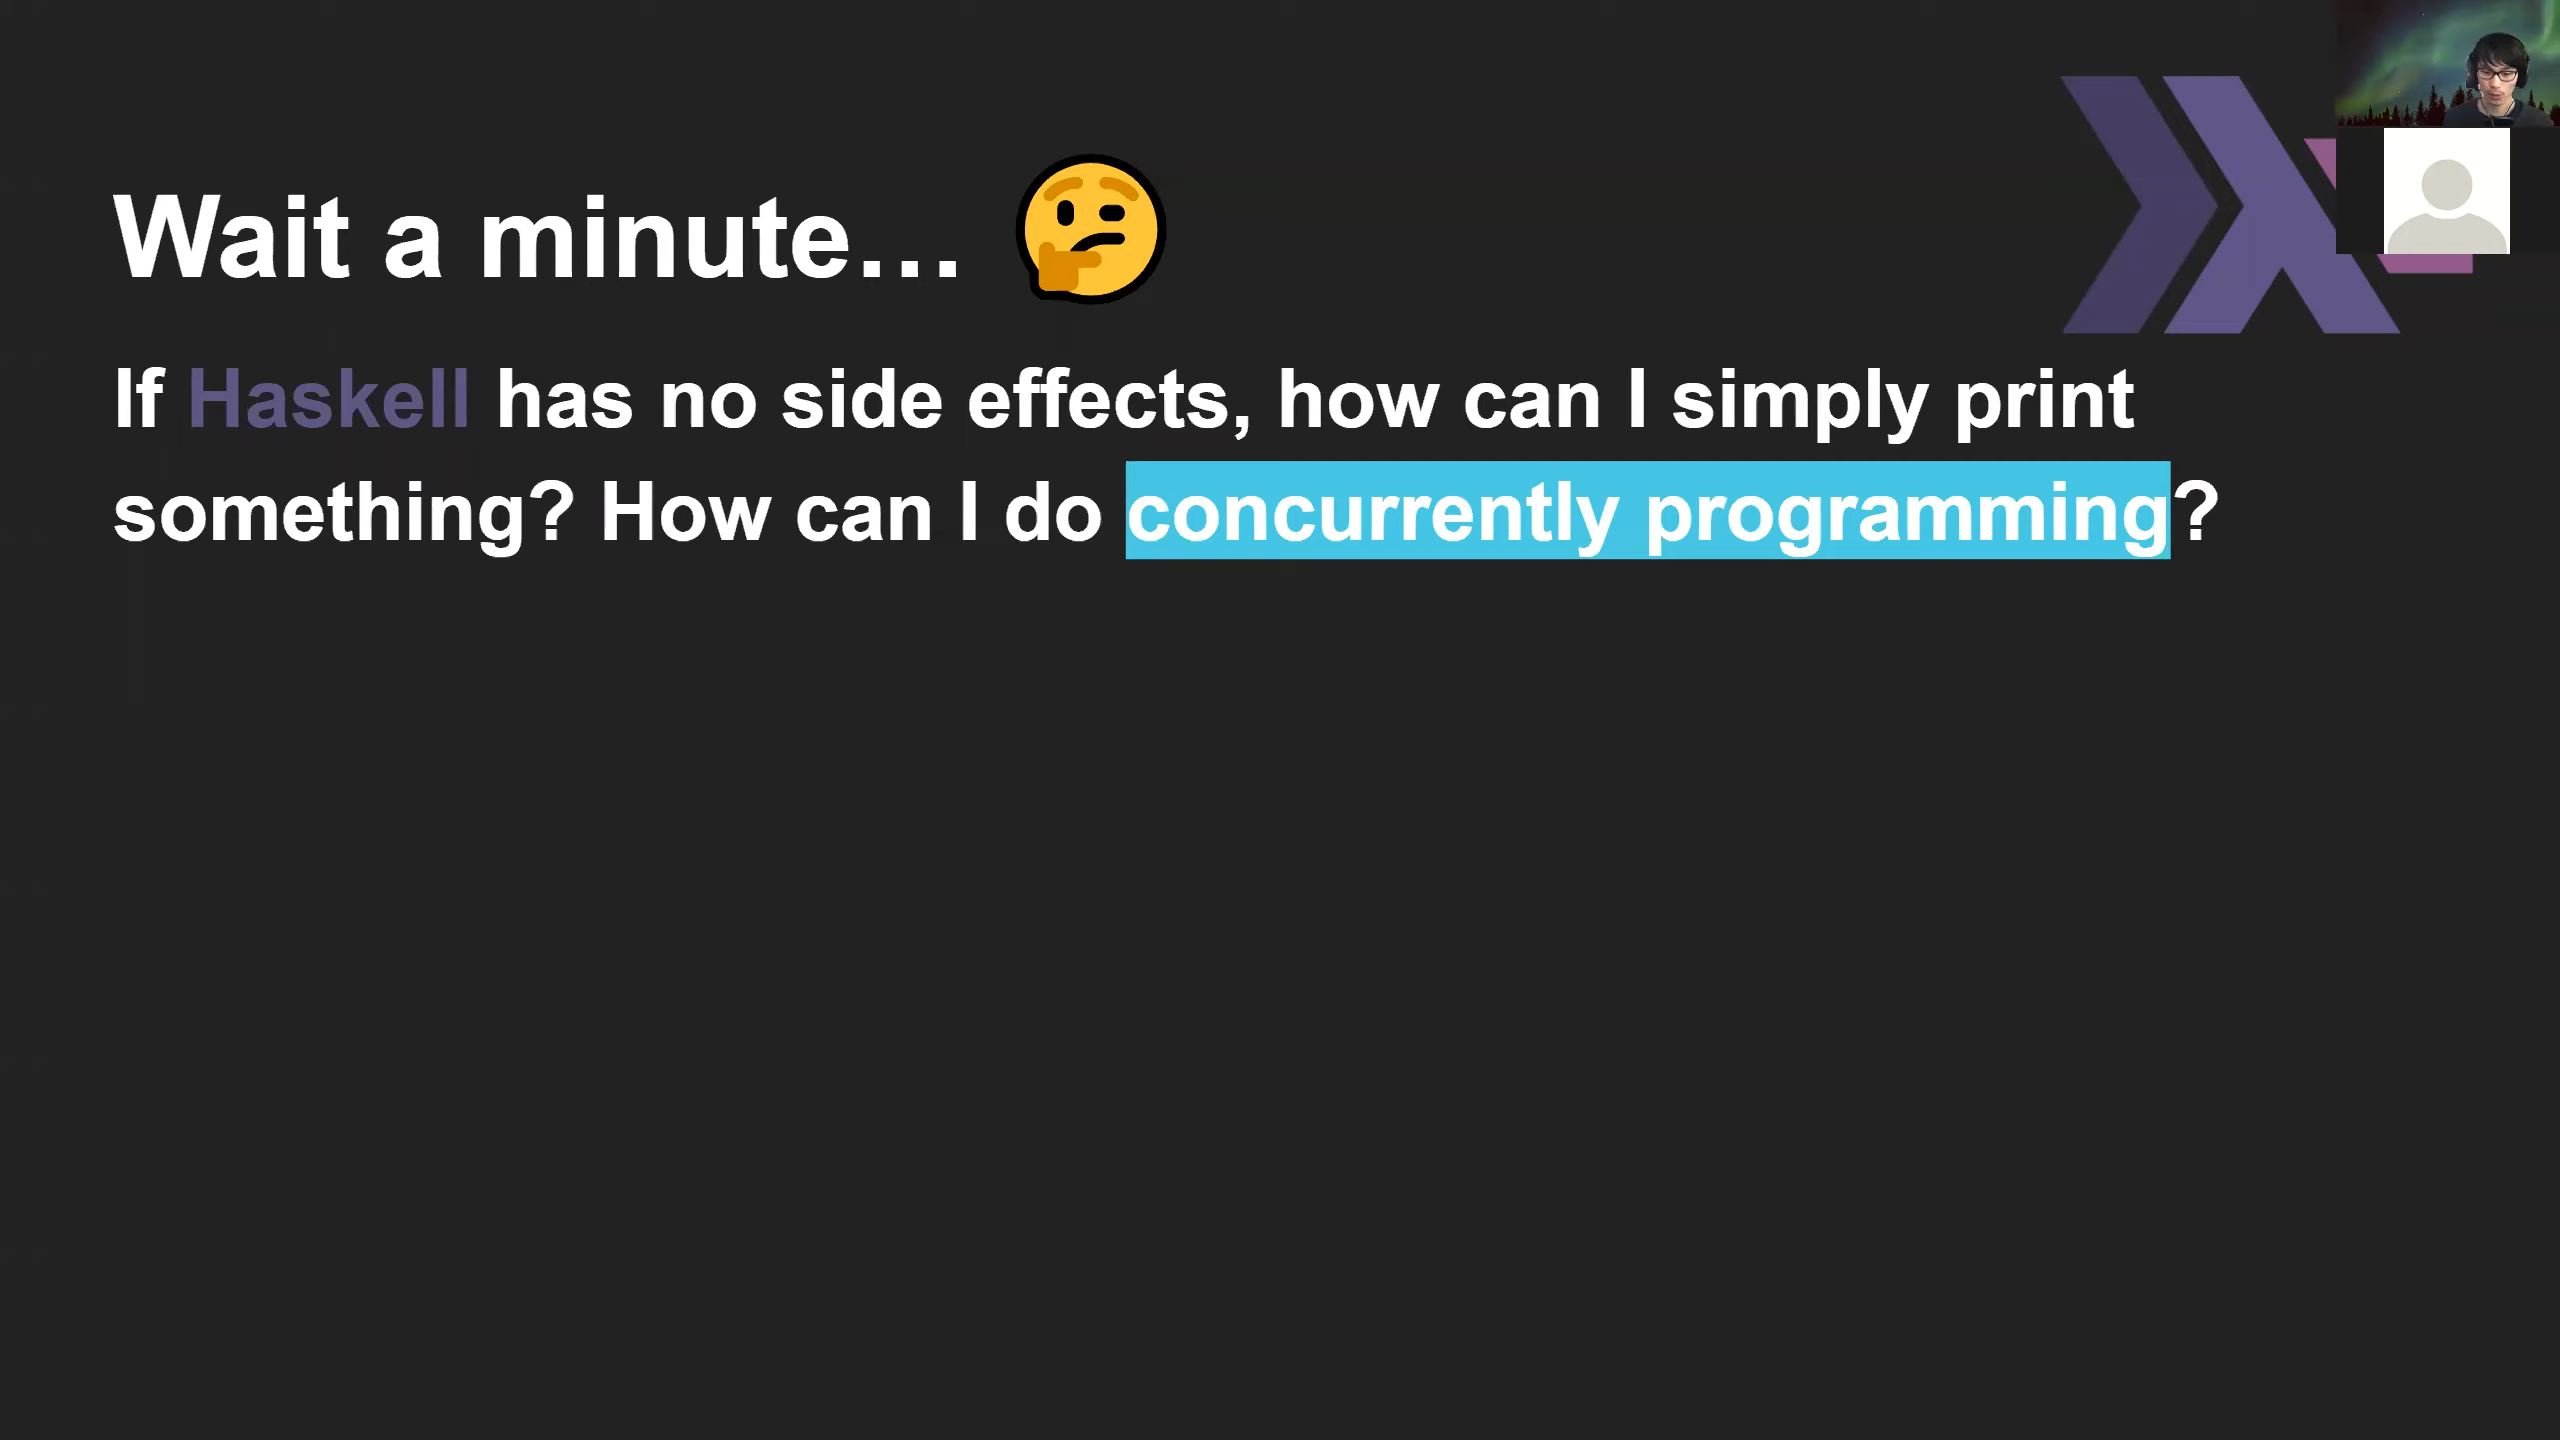 Wait a minute… 🤔
If Haskell has no side effects, how can I simply print
something? How can I do concurrently programming?